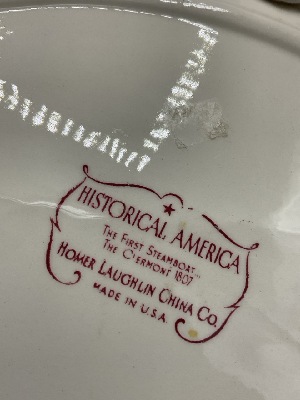 HISTORICAL AMERICA
THE FIRST STEAMBOAT...
THE CLERMONT 1807
HOMER LAUGHLIN CHINA CO.
MADE IN U.S.A.